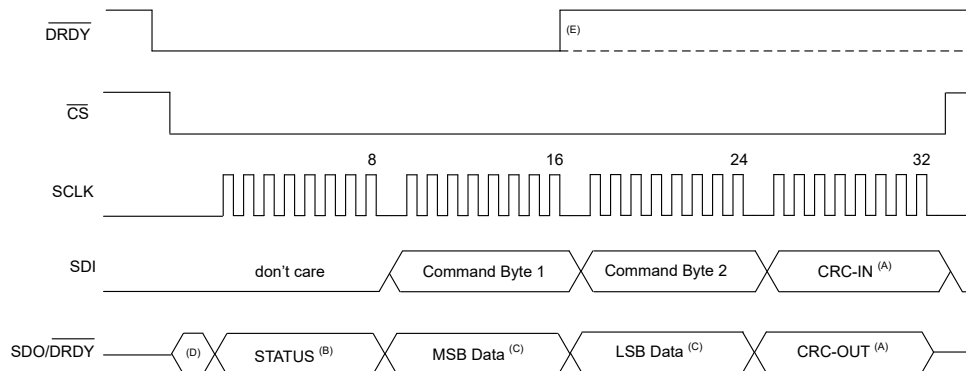 DRDY
(E)
CS
8 16 24 32
SCLK
SDI don't care Command Byte 1 Command Byte 2 CRC-IN (A)
SDO/DRDY (D) STATUS (B) MSB Data (C) LSB Data (C) CRC-OUT (A)